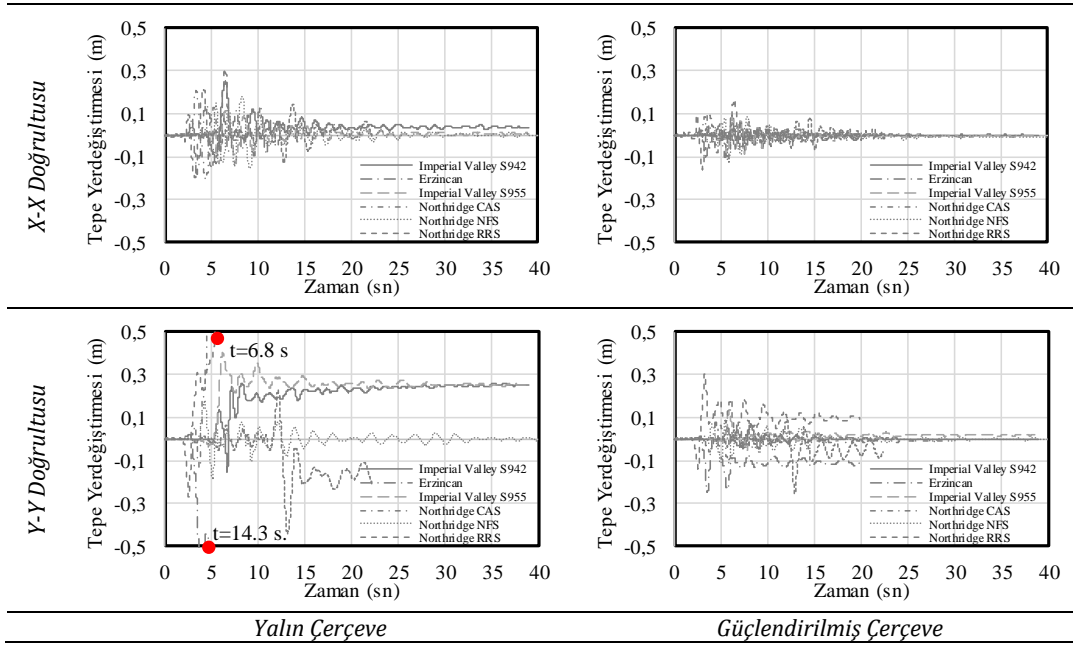 X-X Doğrultusu
Tepe Yerdeğiştirmesi (m)
0,5
0,3
0,1
-0,1
-0,3
-0,5
0 5 10 15 20 25 30 35 40
Zaman (sn)
Imperial Valley S942
Erzincan
Imperial Valley S955
Northridge CAS
Northridge NFS
Northridge RRS
Tepe Yerdeğiştirmesi (m)
0,5
0,3
0,1
-0,1
-0,3
-0,5
0 5 10 15 20 25 30 35 40
Zaman (sn)
Imperial Valley S942
Erzincan
Imperial Valley S955
Northridge CAS
Northridge NFS
Northridge RRS
Y-Y Doğrultusu
Tepe Yerdeğiştirmesi (m)
0,5
0,3
0,1
-0,1
-0,3
-0,5
0 5 10 15 20 25 30 35 40
Zaman (sn)
t=6.8 s
t=14.3 s.
Imperial Valley S942
Erzincan
Imperial Valley S955
Northridge CAS
Northridge NFS
Northridge RRS
Tepe Yerdeğiştirmesi (m)
0,5
0,3
0,1
-0,1
-0,3
-0,5
0 5 10 15 20 25 30 35 40
Zaman (sn)
Imperial Valley S942
Erzincan
Imperial Valley S955
Northridge CAS
Northridge NFS
Northridge RRS
Yalın Çerçeve
Güçlendirilmiş Çerçeve